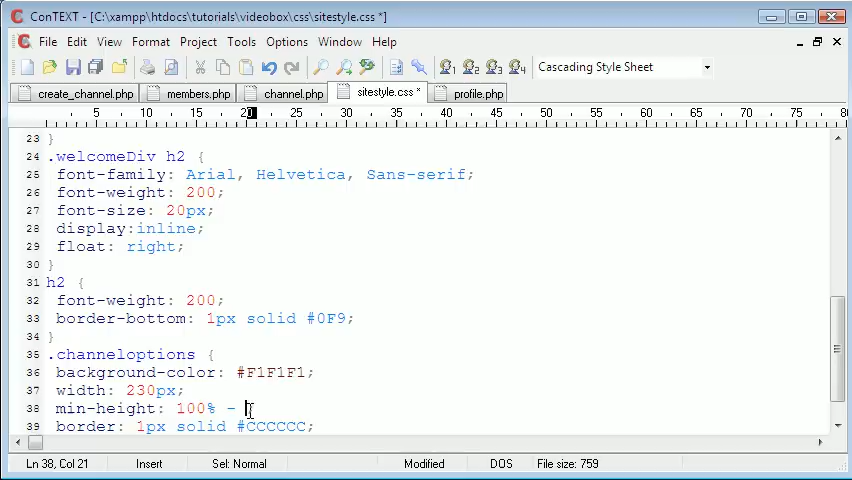 ConTEXT - [C:\xampp\htdocs\tutorials\videobox\css\sitestyle.css *]
File Edit View Format Project Tools Options Window Help
1 2 3 4 Cascading Style Sheet
create_channel.php members.php channel.php sitestyle.css * profile.php
5 10 15 20 25 30 35 40 45 50 55 60 65 70 75 80
23 }
24 .welcomeDiv h2 {
25 font-family: Arial, Helvetica, Sans-serif;
26 font-weight: 200;
27 font-size: 20px;
28 display:inline;
29 float: right;
30 }
31 h2 {
32 font-weight: 200;
33 border-bottom: 1px solid #0F9;
34 }
35 .channeloptions {
36 background-color: #F1F1F1;
37 width: 230px;
38 min-height: 100% - ;
39 border: 1px solid #CCCCCC;
Ln 38, Col 21 Insert Sel: Normal Modified DOS File size: 759